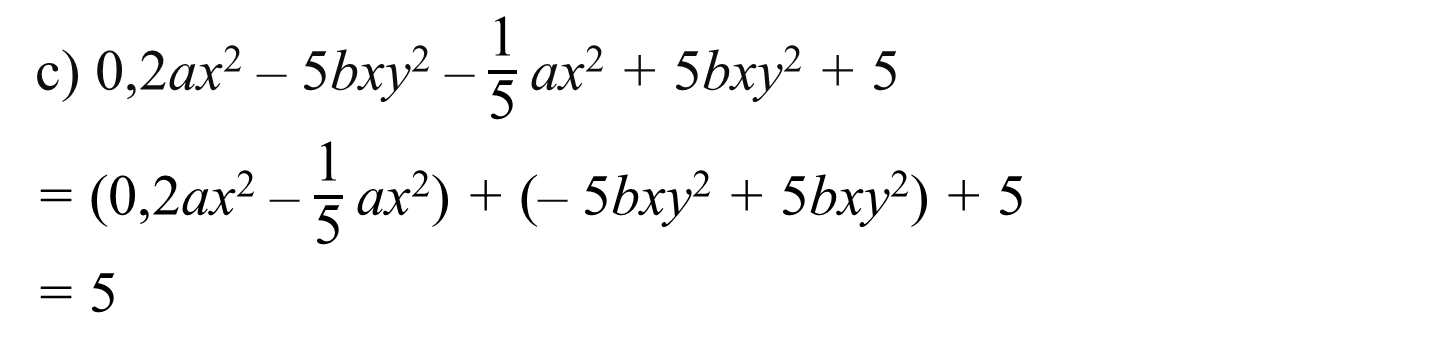 c) 0,2ax² – 5bxy² – 1/5 ax² + 5bxy² + 5
= (0,2ax² – 1/5 ax²) + (– 5bxy² + 5bxy²) + 5
= 5